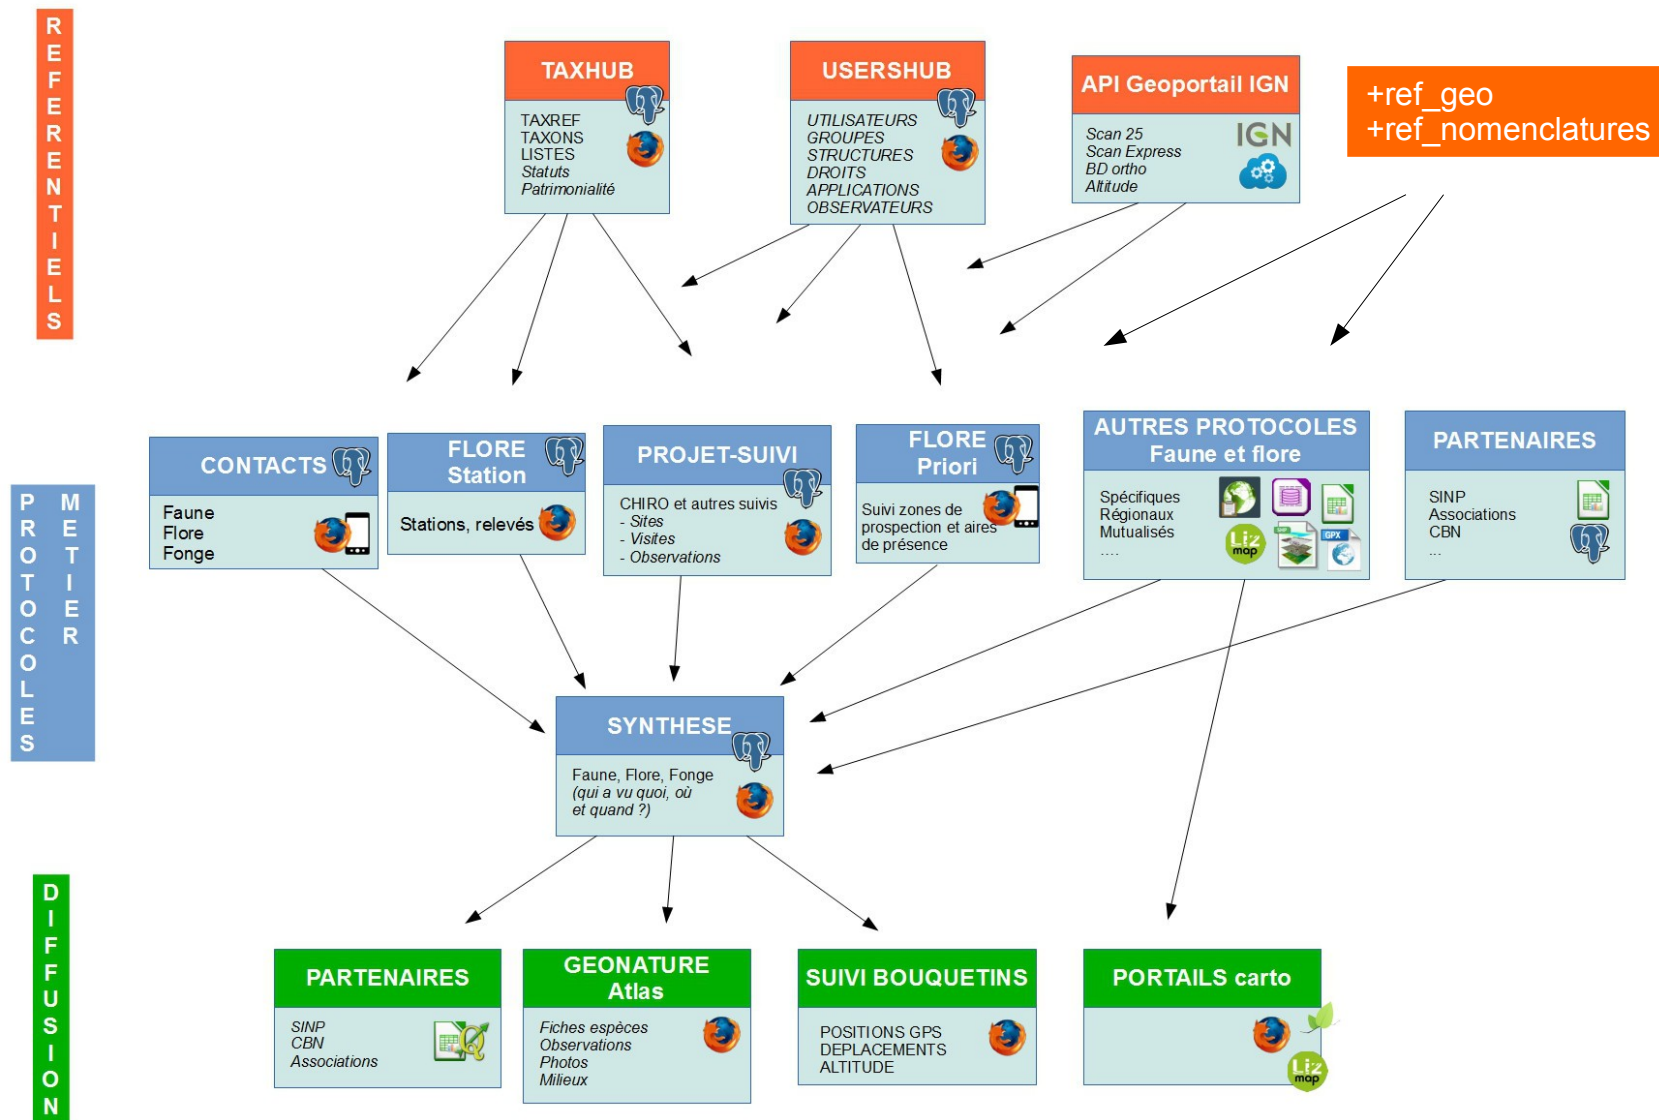 REFERENTIELS
TAXHUB
TAXREF
TAXONS
LISTES
Statuts
Patrimonialité
USERSHUB
UTILISATEURS
GROUPES
STRUCTURES
DROITS
APPLICATIONS
OBSERVATEURS
API Geoportail IGN
Scan 25
Scan Express
BD ortho
Altitude
IGN
+ref_geo
+ref_nomenclatures
PROTOCOLES
METIER
CONTACTS
Faune
Flore
Fonge
FLORE
Station
Stations, relevés
PROJET-SUIVI
CHIRO et autres suivis
- Sites
- Visites
- Observations
FLORE
Priori
Suivi zones de
prospection et aires
de présence
AUTRES PROTOCOLES
Faune et flore
Spécifiques
Régionaux
Mutualisés
....
Liz
map
GPX
PARTENAIRES
SINP
Associations
CBN
...
SYNTHESE
Faune, Flore, Fonge
(qui a vu quoi, où
et quand ?)
DIFFUSION
PARTENAIRES
SINP
CBN
Associations
GEONATURE
Atlas
Fiches espèces
Observations
Photos
Milieux
SUIVI BOUQUETINS
POSITIONS GPS
DEPLACEMENTS
ALTITUDE
PORTAILS carto
Liz
map